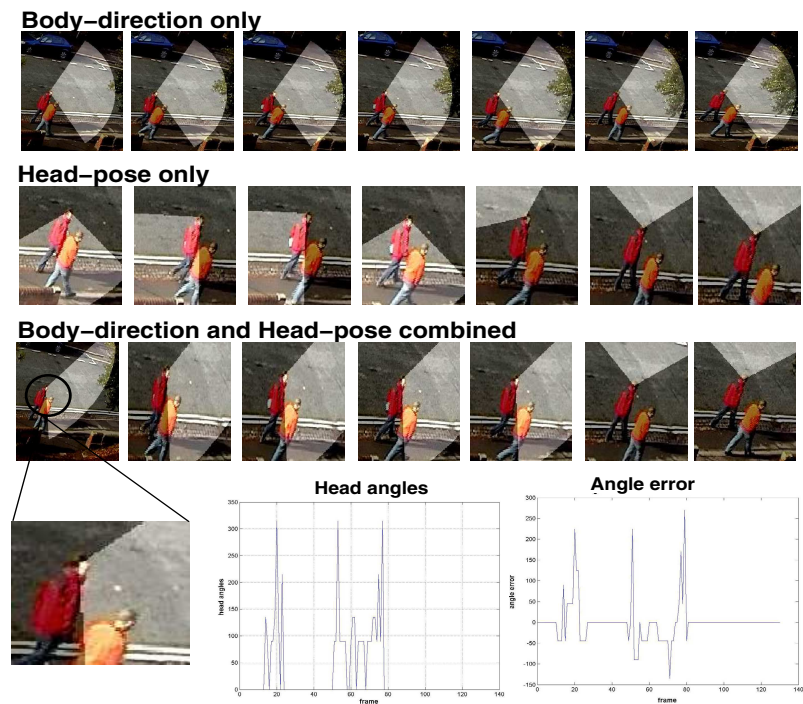 Body-direction only
Head-pose only
Body-direction and Head-pose combined
Head angles
350
300
250
200
150
100
50
0
head angles
0 20 40 60 80 100 120 140
frame
Angle error
300
250
200
150
100
50
0
-50
-100
-150
angle error
0 20 40 60 80 100 120 140
frame